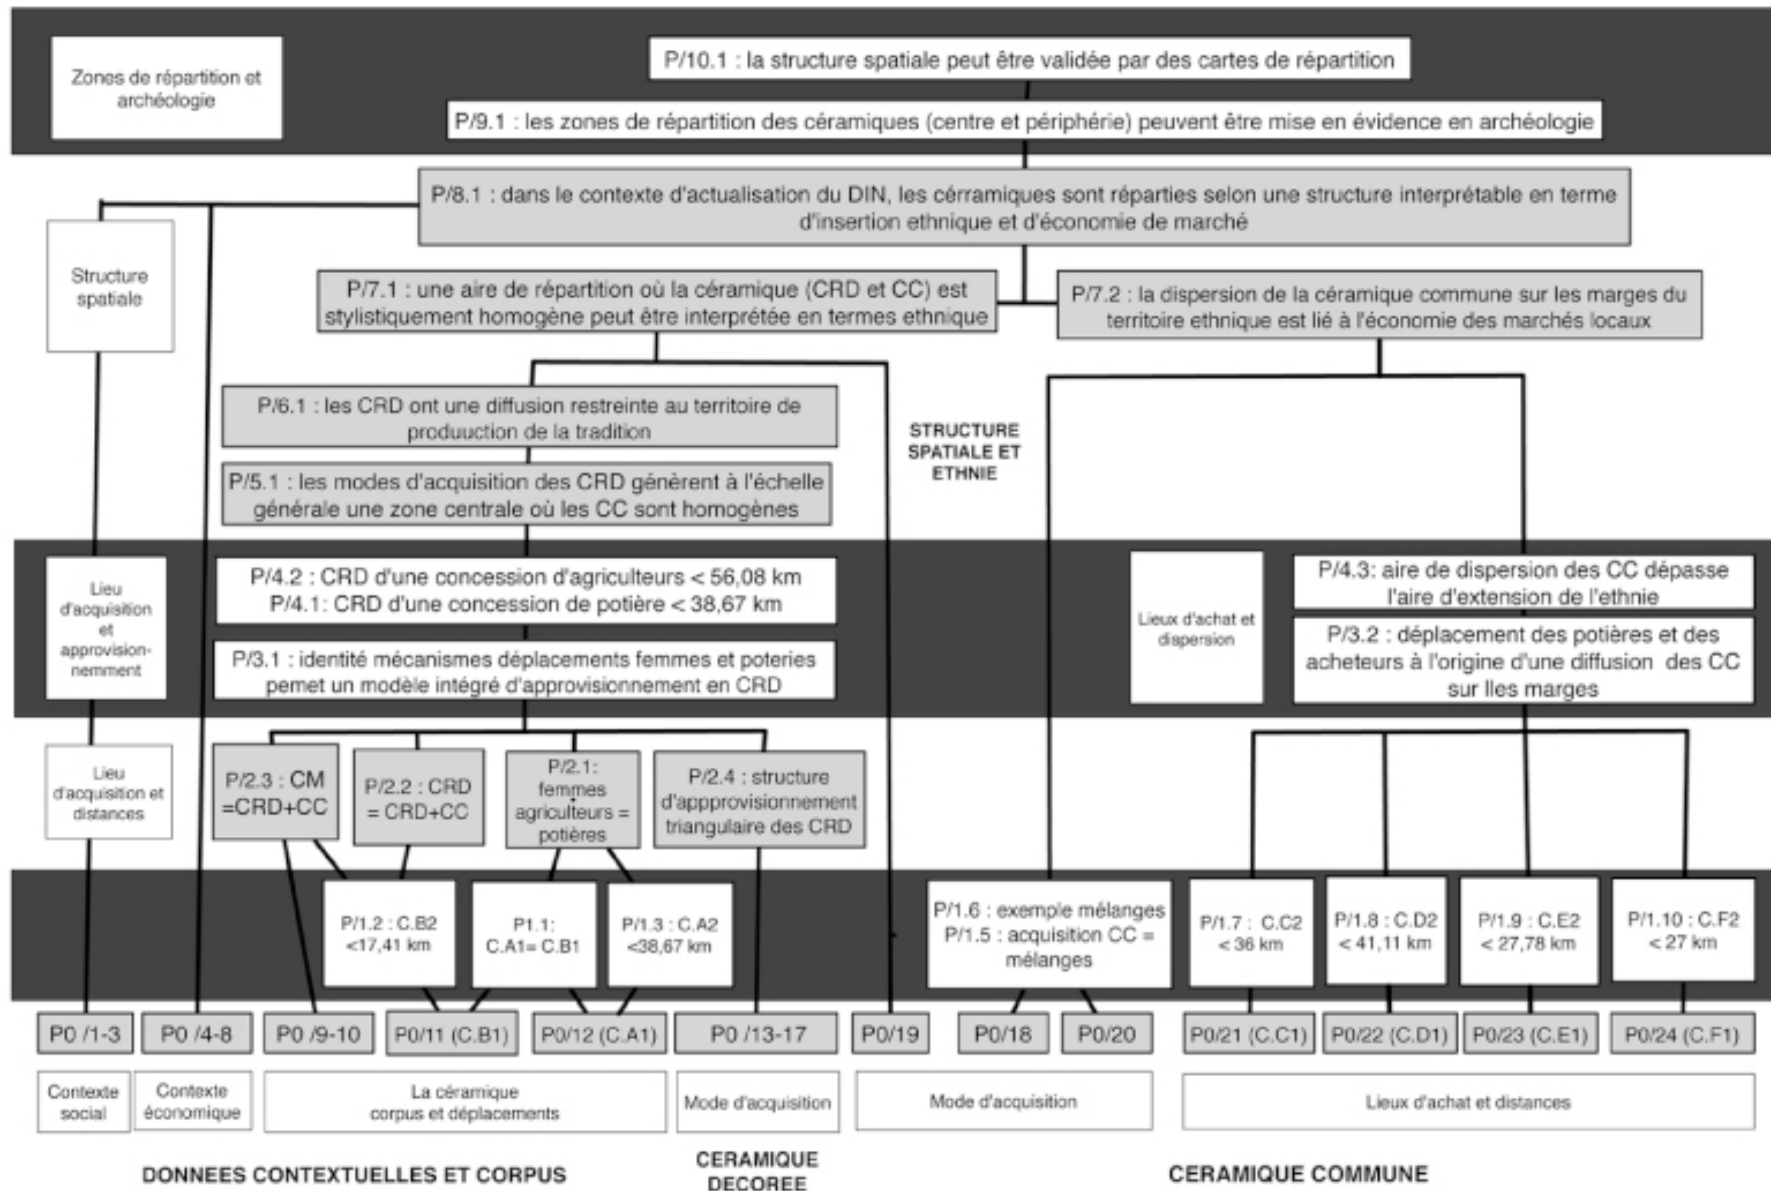 Zones de répartition et
archéologie
P/10.1 : la structure spatiale peut être validée par des cartes de répartition
P/9.1 : les zones de répartition des céramiques (centre et périphérie) peuvent être mise en évidence en archéologie
P/8.1 : dans le contexte d'actualisation du DIN, les cérramiques sont réparties selon une structure interprétable en terme
d'insertion ethnique et d'économie de marché
Structure
spatiale
P/7.1 : une aire de répartition où la céramique (CRD et CC) est
stylistiquement homogène peut être interprétée en termes ethnique
P/7.2 : la dispersion de la céramique commune sur les marges du
territoire ethnique est lié à l'économie des marchés locaux
P/6.1 : les CRD ont une diffusion restreinte au territoire de
produuction de la tradition
STRUCTURE
SPATIALE ET
ETHNIE
P/5.1 : les modes d'acquisition des CRD génèrent à l'échelle
générale une zone centrale où les CC sont homogènes
Lieu
d'acquisition
et
approvision-
nemment
P/4.2 : CRD d'une concession d'agriculteurs < 56,08 km
P/4.1: CRD d'une concession de potière < 38,67 km
P/3.1 : identité mécanismes déplacements femmes et poteries
pemet un modèle intégré d'approvisionnement en CRD
Lieux d'achat et
dispersion
P/4.3: aire de dispersion des CC dépasse
l'aire d'extension de l'ethnie
P/3.2 : déplacement des potières et des
acheteurs à l'origine d'une diffusion des CC
sur lles marges
Lieu
d'acquisition et
distances
P/2.3 : CM
=CRD+CC
P/2.2 : CRD
= CRD+CC
P/2.1:
femmes
agriculteurs =
potières
P/2.4 : structure
d'appprovisionnement
triangulaire des CRD
P/1.2 : C.B2
<17,41 km
P1.1:
C.A1= C.B1
P/1.3 : C.A2
<38,67 km
P/1.6 : exemple mélanges
P/1.5 : acquisition CC =
mélanges
P/1.7 : C.C2
< 36 km
P/1.8 : C.D2
< 41,11 km
P/1.9 : C.E2
< 27,78 km
P/1.10 : C.F2
< 27 km
P0 /1-3
P0 /4-8
P0 /9-10
P0/11 (C.B1)
P0/12 (C.A1)
P0 /13-17
P0/19
P0/18
P0/20
P0/21 (C.C1)
P0/22 (C.D1)
P0/23 (C.E1)
P0/24 (C.F1)
Contexte
social
Contexte
économique
La céramique
corpus et déplacements
Mode d'acquisition
Mode d'acquisition
Lieux d'achat et distances
DONNEES CONTEXTUELLES ET CORPUS
CERAMIQUE
DECOREE
CERAMIQUE COMMUNE